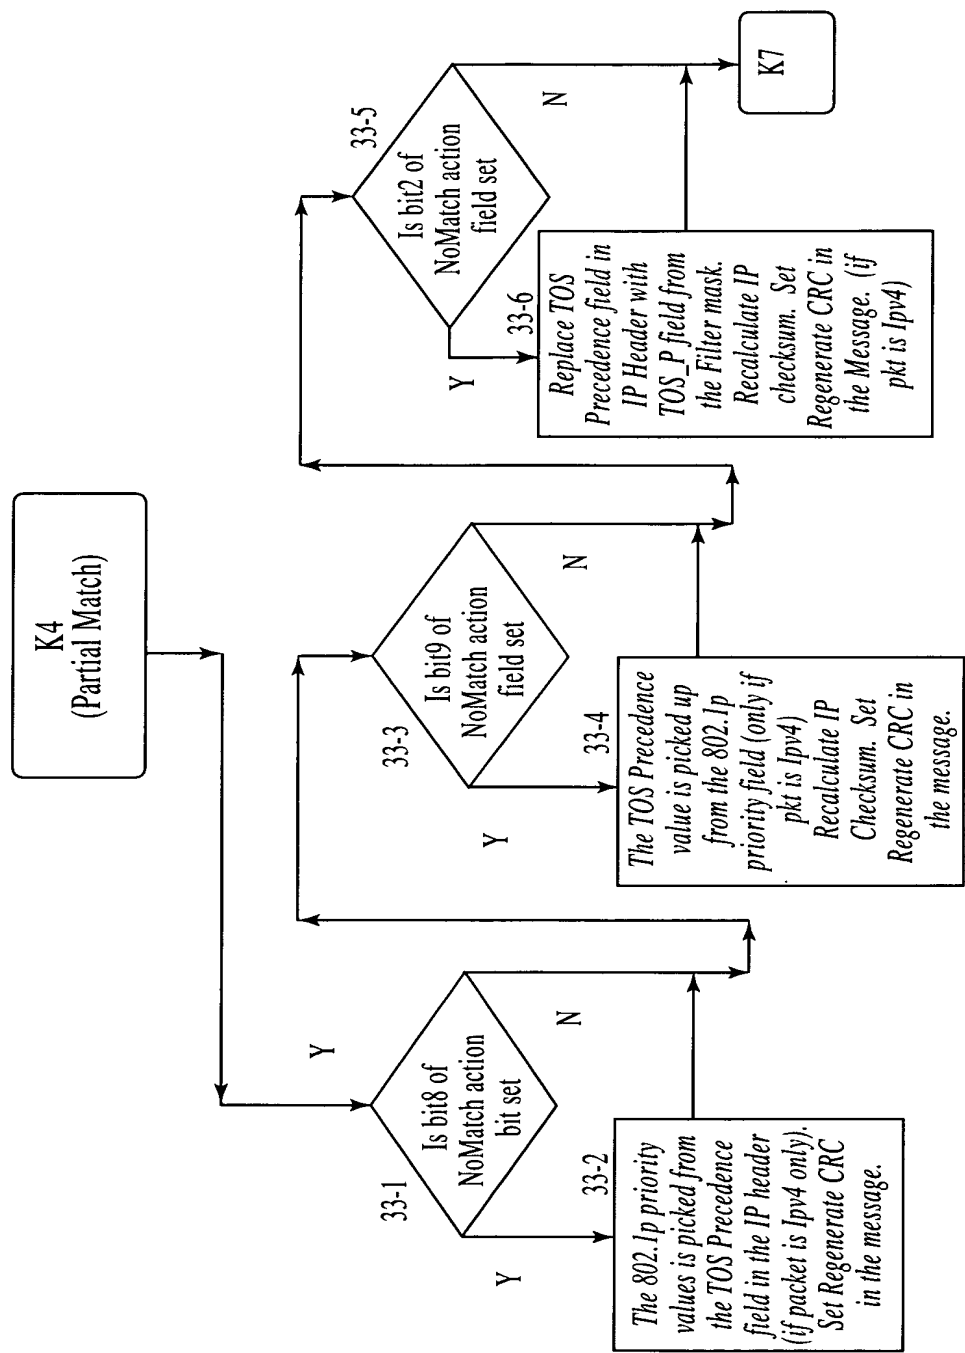 K4
(Partial Match)
Y
33-1
Is bit8 of
NoMatch action
bit set
Y
N
33-2
The 802.1p priority
values is picked from
the TOS Precedence
field in the IP header
(if packet is Ipv4 only).
Set Regenerate CRC
in the message.
33-3
Is bit9 of
NoMatch action
field set
Y
N
33-4
The TOS Precedence
value is picked up
from the 802.1p
priority field (only if
pkt is Ipv4)
Recalculate IP
Checksum. Set
Regenerate CRC in
the message.
33-5
Is bit2 of
NoMatch action
field set
Y
N
33-6
Replace TOS
Precedence field in
IP Header with
TOS_P field from
the Filter mask.
Recalculate IP
checksum. Set
Regenerate CRC in
the Message. (if
pkt is Ipv4)
K7